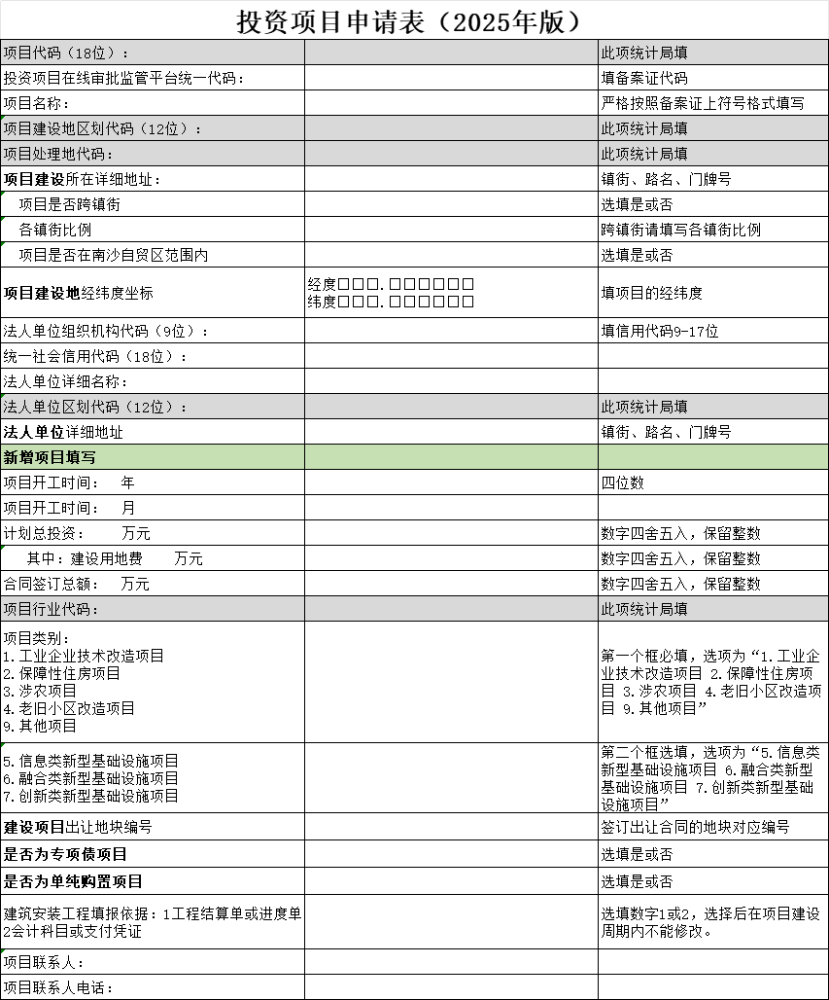 投资项目申请表（2025年版）
项目代码（18位）：
此项统计局填
投资项目在线审批监管平台统一代码：
填备案证代码
项目名称：
严格按照备案证上符号格式填写
项目建设地区划代码（12位）：
此项统计局填
项目处理地代码：
此项统计局填
项目建设所在详细地址：
镇街、路名、门牌号
项目是否跨镇街
选填是或否
各镇街比例
跨镇街请填写各镇街比例
项目是否在南沙自贸区范围内
选填是或否
项目建设地经纬度坐标
经度□□□.□□□□□□
纬度□□□.□□□□□□
填项目的经纬度
法人单位组织机构代码（9位）：
填信用代码9-17位
统一社会信用代码（18位）：
法人单位详细名称：
法人单位区划代码（12位）：
此项统计局填
法人单位详细地址
镇街、路名、门牌号
新增项目填写
项目开工时间： 年
四位数
项目开工时间： 月
计划总投资： 万元
数字四舍五入，保留整数
其中：建设用地费 万元
数字四舍五入，保留整数
合同签订总额： 万元
数字四舍五入，保留整数
项目行业代码：
此项统计局填
项目类别：
1.工业企业技术改造项目
2.保障性住房项目
3.涉农项目
4.老旧小区改造项目
9.其他项目
第一个框必填，选项为“1.工业企
业技术改造项目 2.保障性住房项
目 3.涉农项目 4.老旧小区改造项
目 9.其他项目”
5.信息类新型基础设施项目
6.融合类新型基础设施项目
7.创新类新型基础设施项目
第二个框选填，选项为“5.信息类
新型基础设施项目 6.融合类新型
基础设施项目 7.创新类新型基础
设施项目”
建设项目出让地块编号
签订出让合同的地块对应编号
是否为专项债项目
选填是或否
是否为单纯购置项目
选填是或否
建筑安装工程填报依据：1工程结算单或进度单
2会计科目或支付凭证
选填数字1或2，选择后在项目建设
周期内不能修改。
项目联系人：
项目联系人电话：